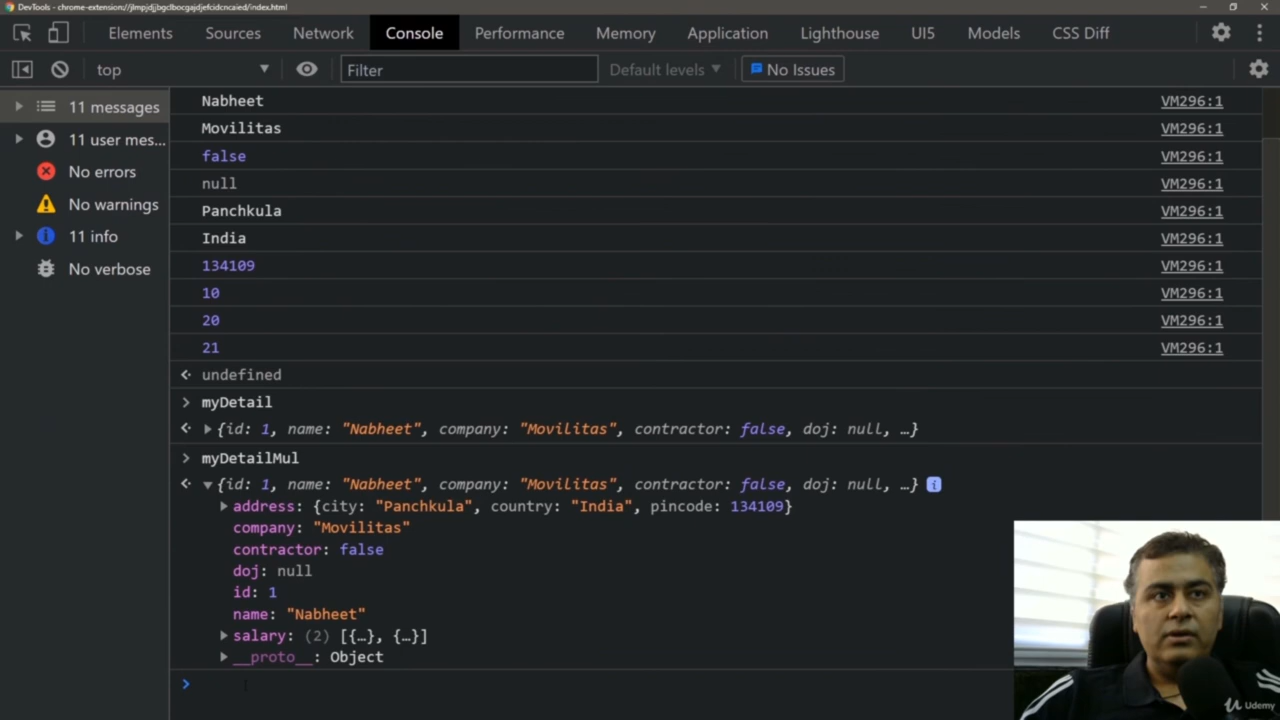 DevTools - chrome-extension://jlmpjdjjbgclbocgajdjefcidcncaied/index.html
Elements Sources Network Console Performance Memory Application Lighthouse UI5 Models CSS Diff
top Filter Default levels No Issues
11 messages
11 user mes...
No errors
No warnings
11 info
No verbose
Nabheet VM296:1
Movilitas VM296:1
false VM296:1
null VM296:1
Panchkula VM296:1
India VM296:1
134109 VM296:1
10 VM296:1
20 VM296:1
21 VM296:1
undefined
myDetail
{id: 1, name: "Nabheet", company: "Movilitas", contractor: false, doj: null, …}
myDetailMul
{id: 1, name: "Nabheet", company: "Movilitas", contractor: false, doj: null, …} i
address: {city: "Panchkula", country: "India", pincode: 134109}
company: "Movilitas"
contractor: false
doj: null
id: 1
name: "Nabheet"
salary: (2) [{…}, {…}]
__proto__: Object
Udemy